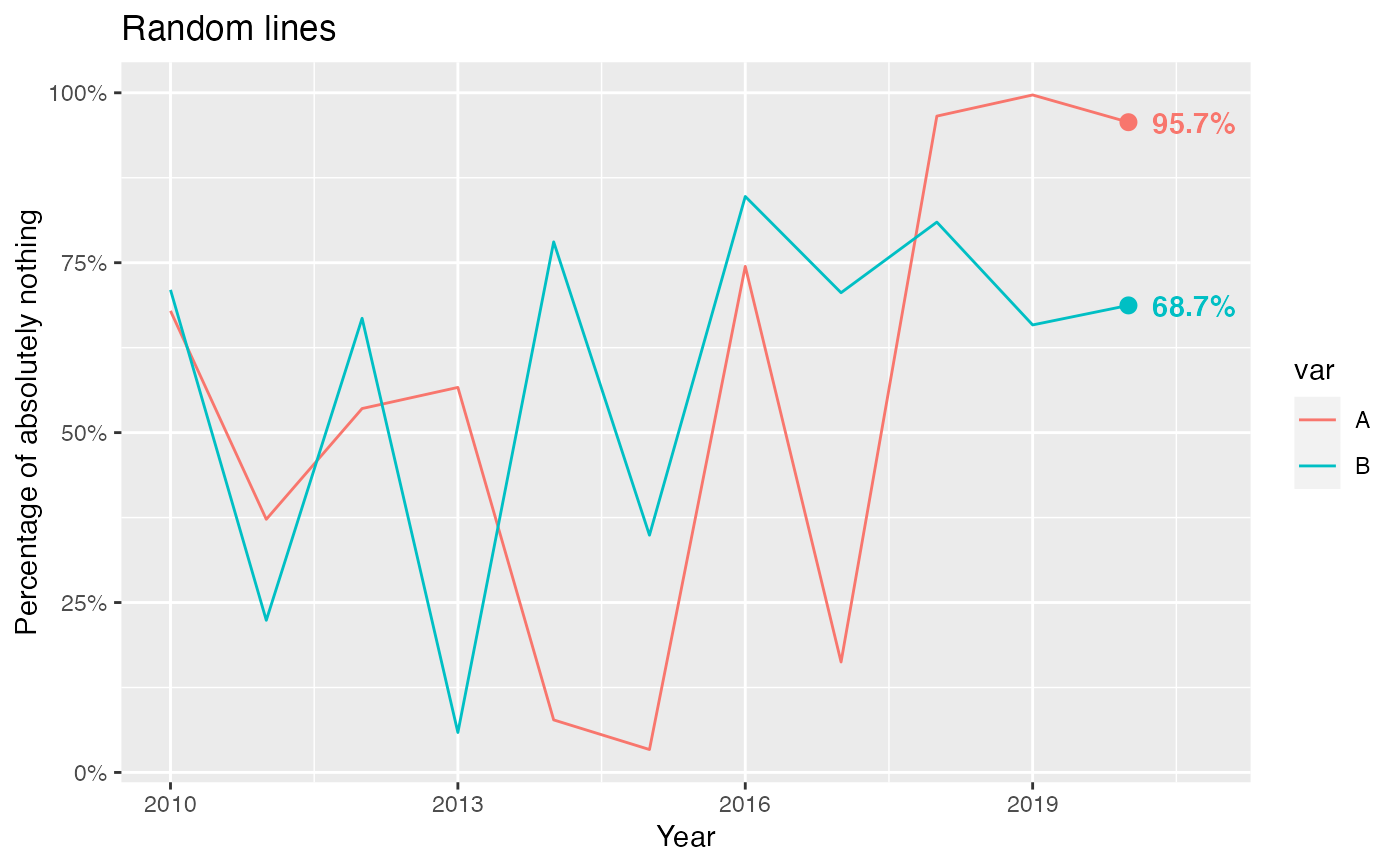 Random lines
100%
75%
50%
25%
0%
Percentage of absolutely nothing
95.7%
68.7%
2010
2013
2016
2019
Year
var
A
B